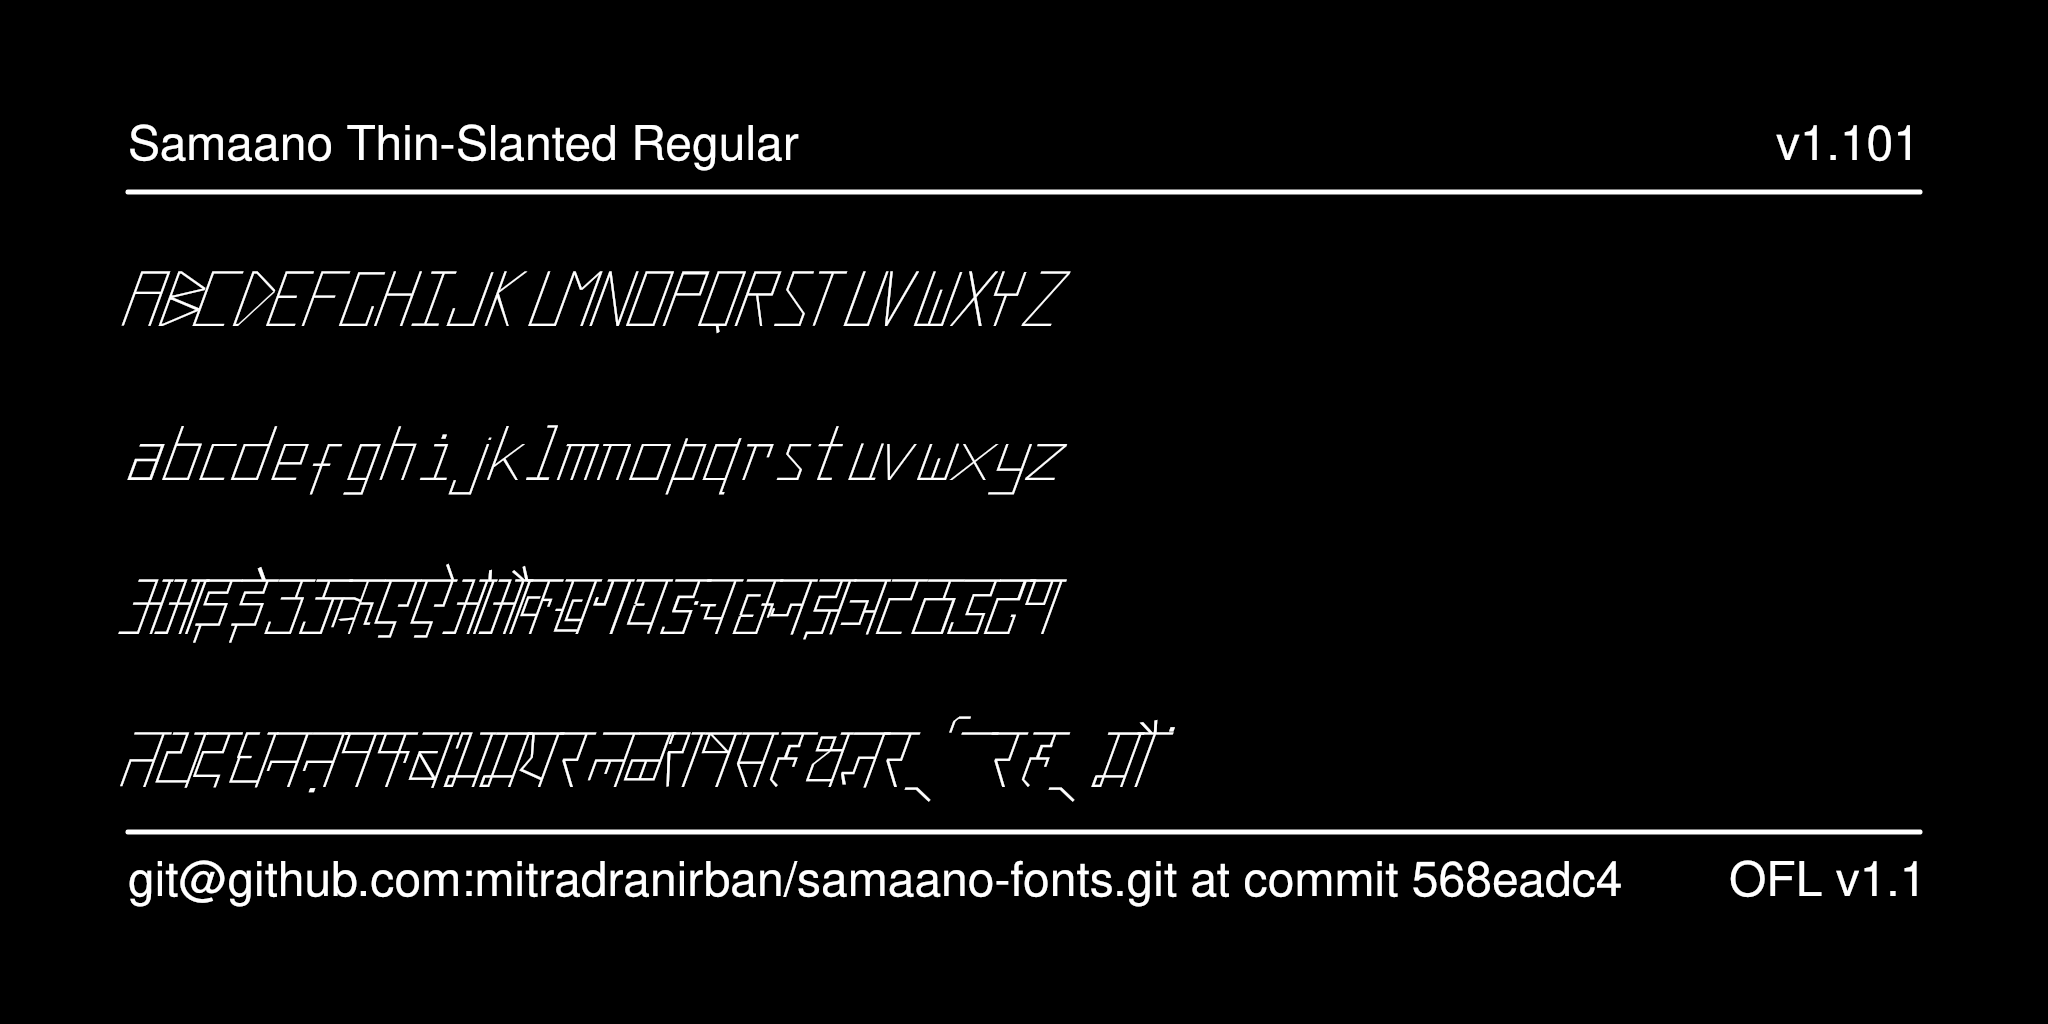 Samaano Thin-Slanted Regular
v1.101
ABCDEFGHIJKLMNOPQRSTUVWXYZ
abcdefghijklmnopqrstuvwxyz
अआइईउऊऋएऐओऔकखगघङचछजझञटठडढण
git@github.com:mitradranirban/samaano-fonts.git at commit 568eadc4
OFL v1.1